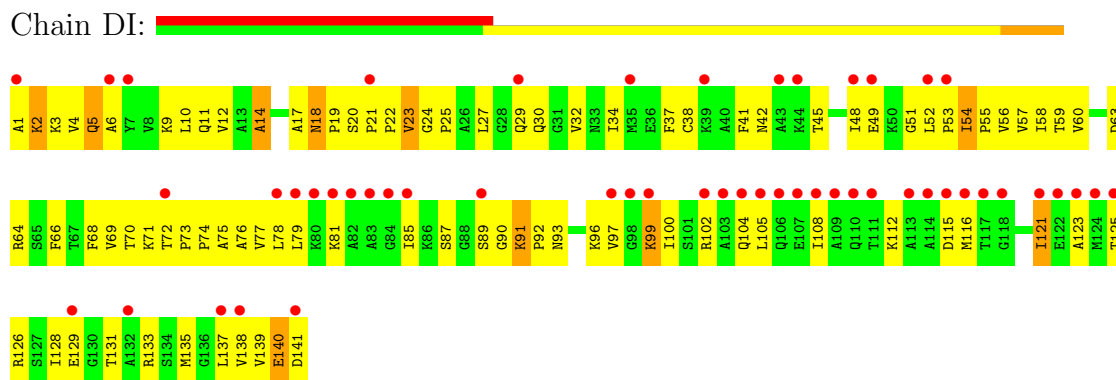 Chain DI:
A1 K2 K3 V4 Q5 A6 Y7 V8 K9 L10 Q11 V12 A13 A14 A17 N18 P19 S20 P21 P22 V23 G24 P25 A26 L27 G28 Q29 Q30 G31 V32 N33 I34 M35 E36 F37 C38 K39 A40 F41 N42 A43 K44 T45 I48 E49 K50 G51 L52 P53 I54 P55 V56 V57 I58 T59 V60 D63
R64 S65 F66 T67 F68 V69 T70 K71 T72 P73 P74 A75 A76 V77 L78 L79 K80 K81 A82 A83 G84 I85 K86 S87 G88 S89 G90 K91 P92 N93 K96 V97 G98 K99 I100 S101 R102 A103 Q104 L105 Q106 E107 I108 A109 Q110 T111 K112 A113 A114 D115 M116 T117 G118 I121 E122 A123 M124 T125
R126 S127 I128 E129 G130 T131 A132 R133 S134 M135 G136 L137 V138 V139 E140 D141